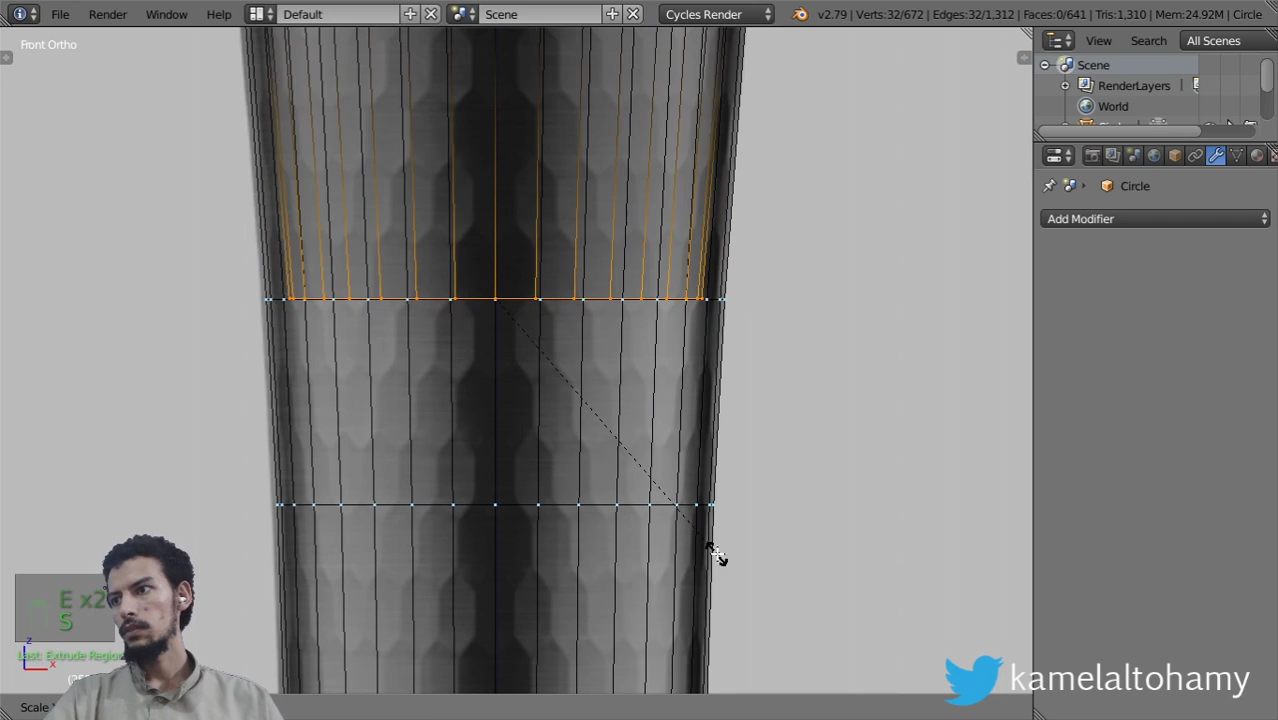 File Render Window Help Default Scene Cycles Render v2.79 | Verts:32/672 | Edges:32/1,312 | Faces:0/641 | Tris:1,310 | Mem:24.92M | Circle
Front Ortho
View Search All Scenes
Scene
RenderLayers
World
Circle
Add Modifier
E x2
S
Last: Extrude Region
z
x
Scale
kamelaltohamy